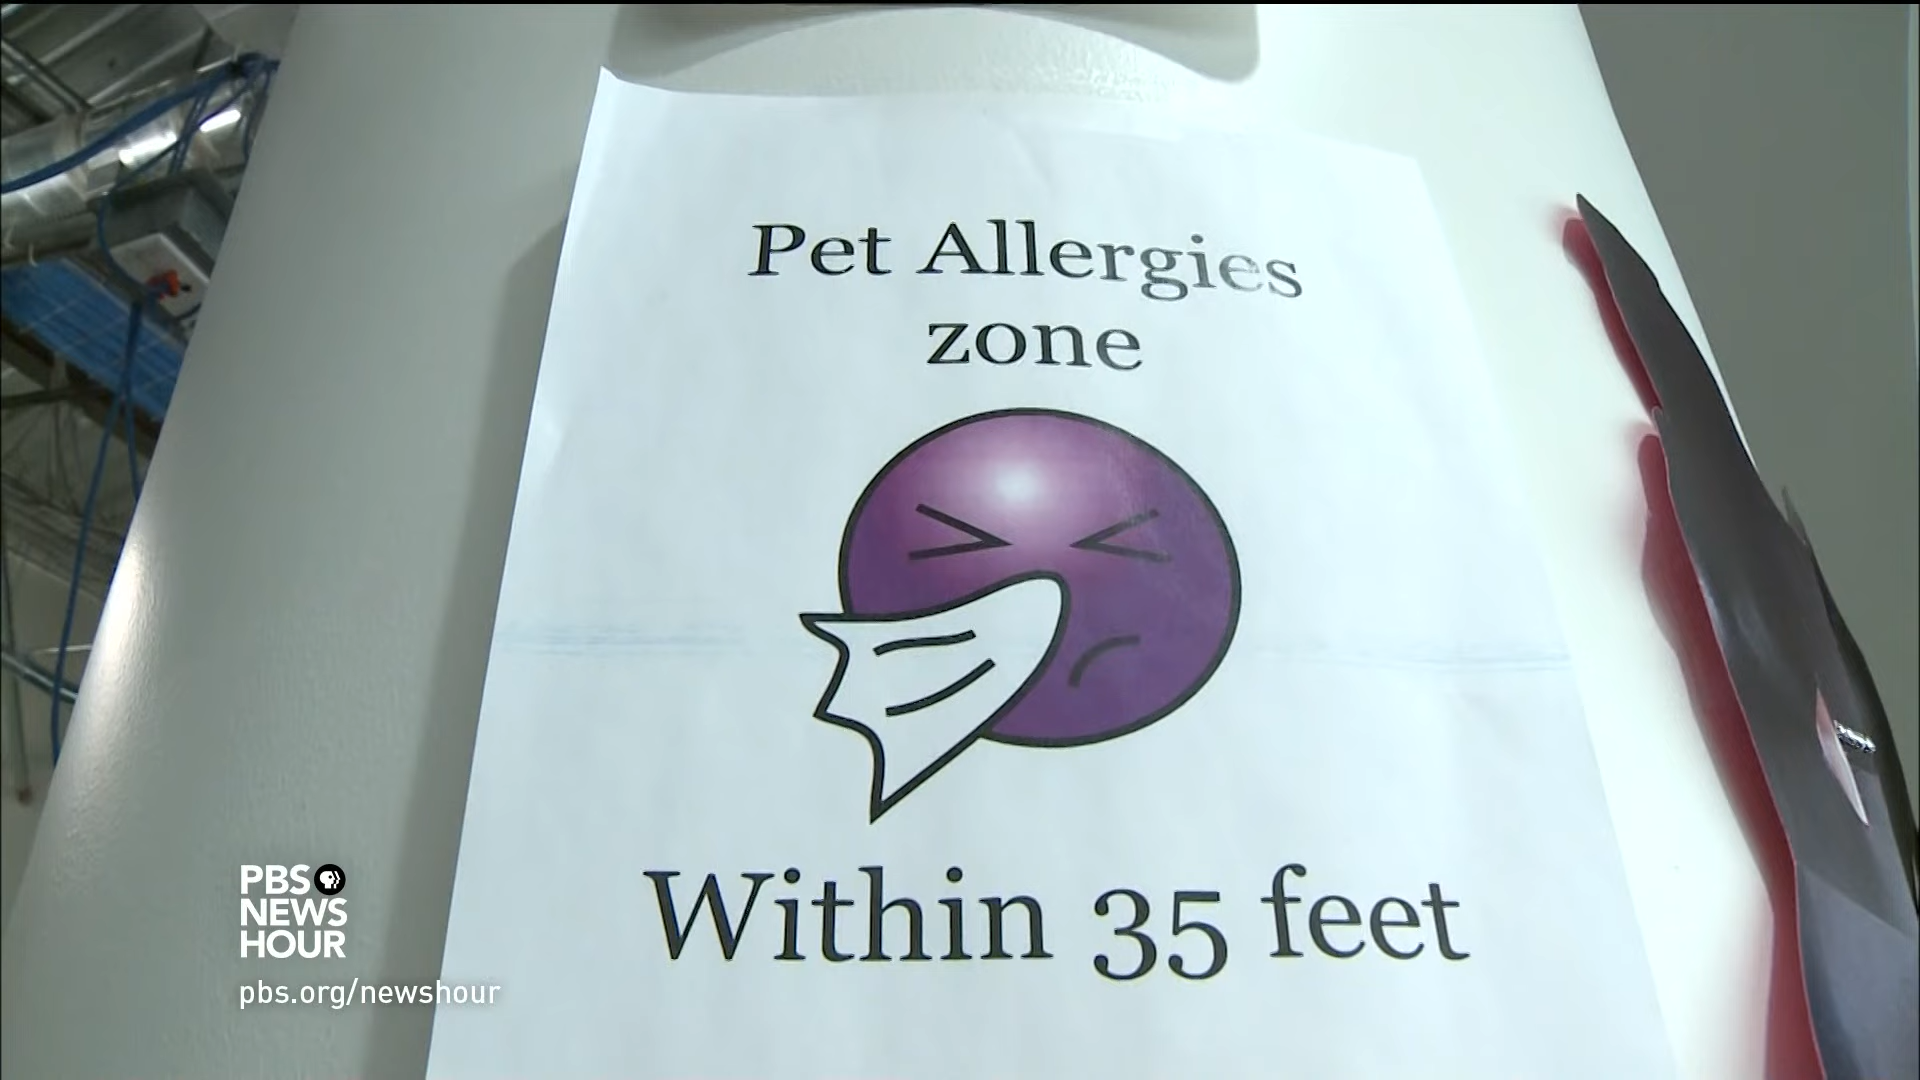 Pet Allergies
zone
Within 35 feet
PBS
NEWS
HOUR
pbs.org/newshour